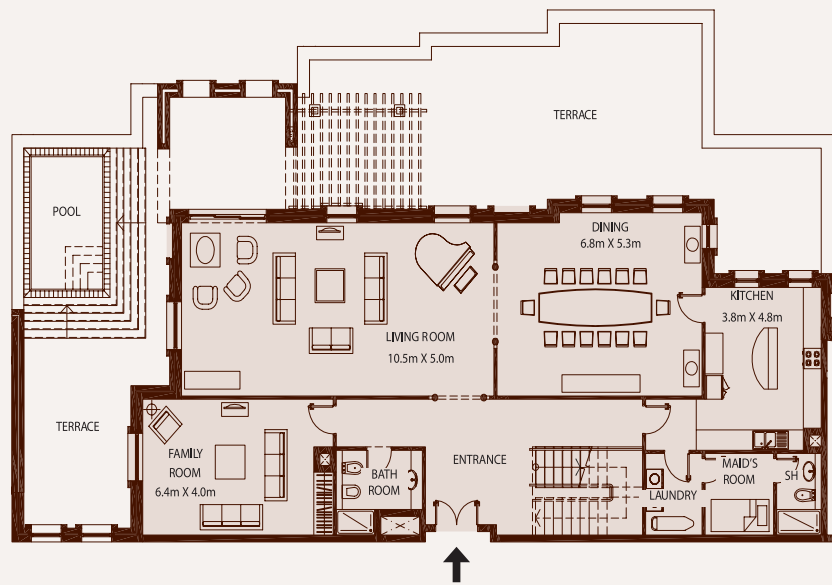 TERRACE
POOL
DINING
6.8m X 5.3m
KITCHEN
3.8m X 4.8m
LIVING ROOM
10.5m X 5.0m
TERRACE
FAMILY
ROOM
6.4m X 4.0m
BATH
ROOM
ENTRANCE
LAUNDRY
MAID'S
ROOM
SH